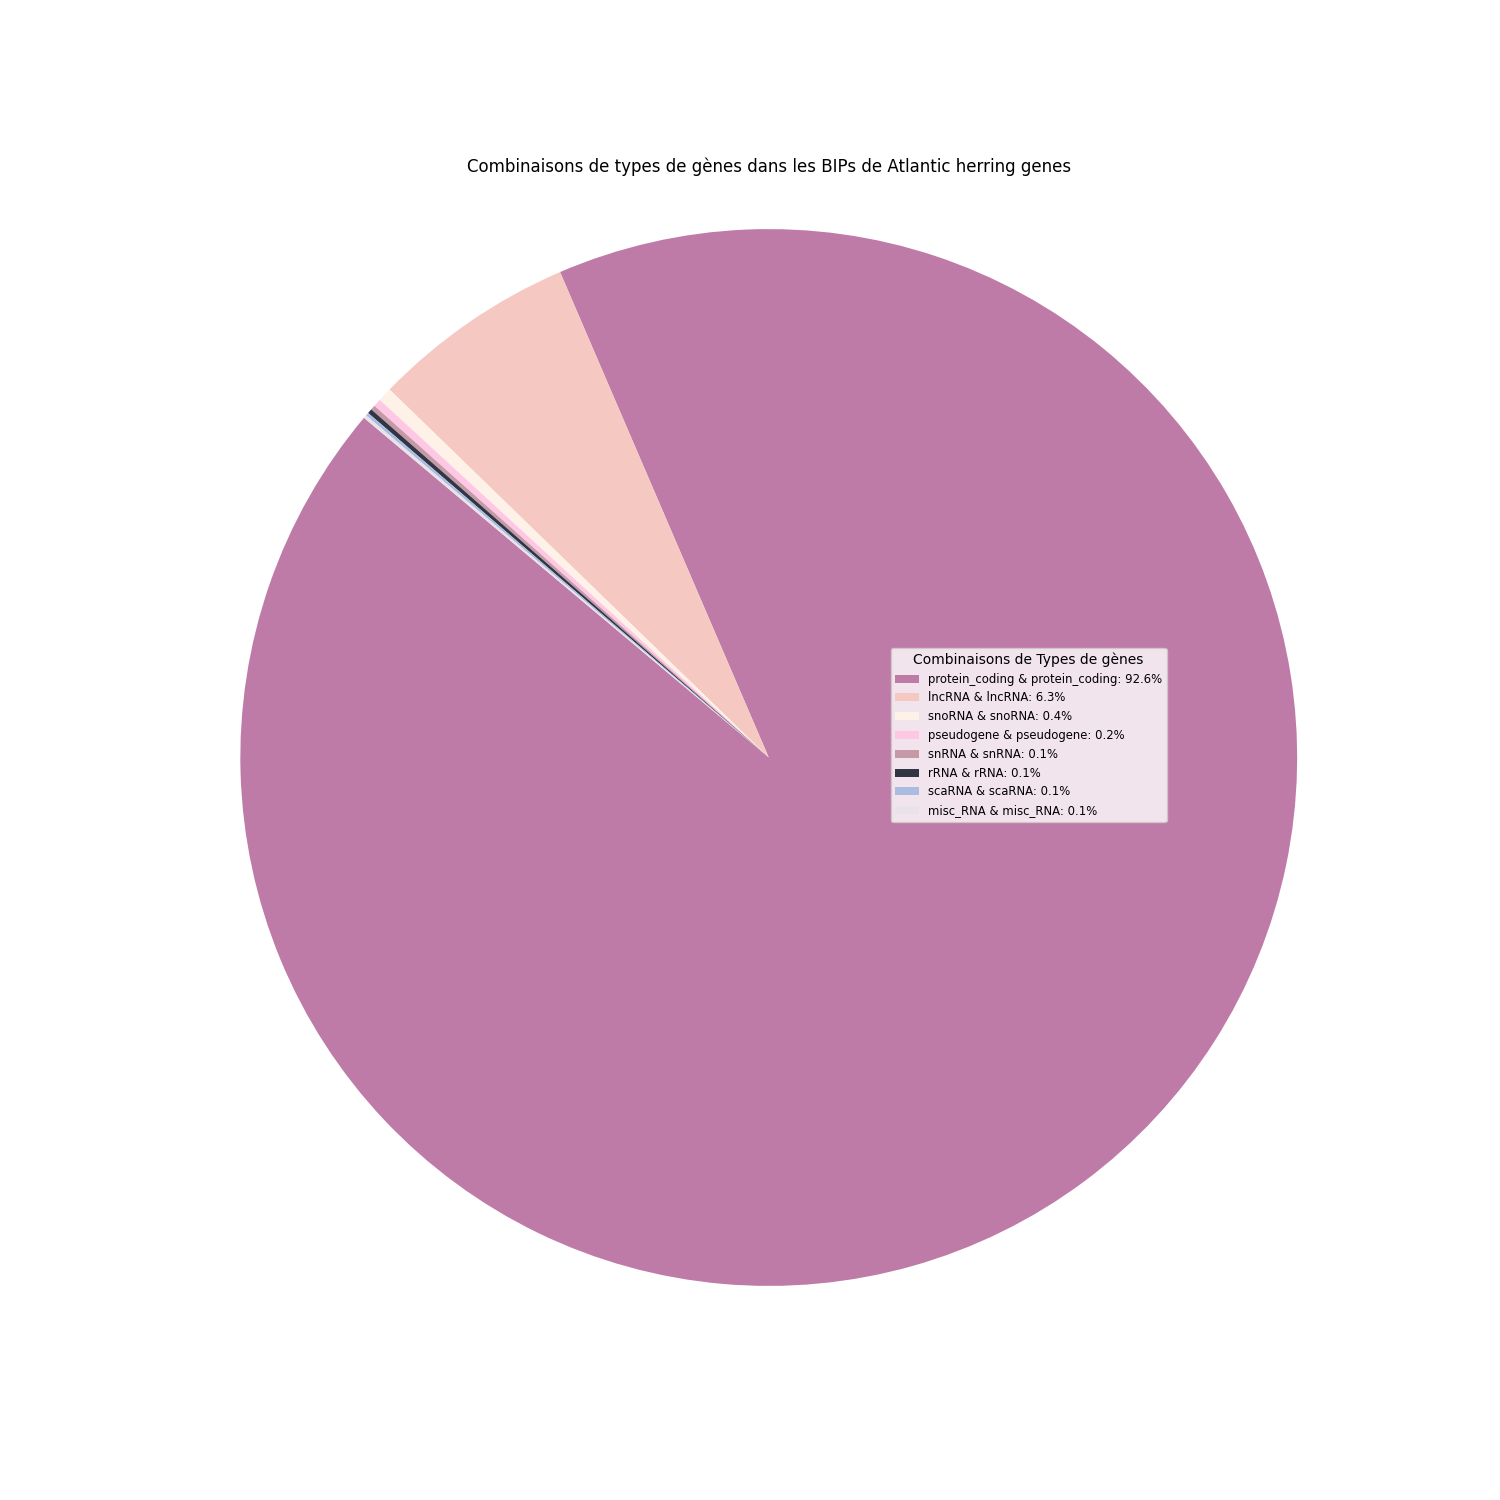 Combinaisons de types de gènes dans les BIPs de Atlantic herring genes
Combinaisons de Types de gènes
protein_coding & protein_coding: 92.6%
lncRNA & lncRNA: 6.3%
snoRNA & snoRNA: 0.4%
pseudogene & pseudogene: 0.2%
snRNA & snRNA: 0.1%
rRNA & rRNA: 0.1%
scaRNA & scaRNA: 0.1%
misc_RNA & misc_RNA: 0.1%